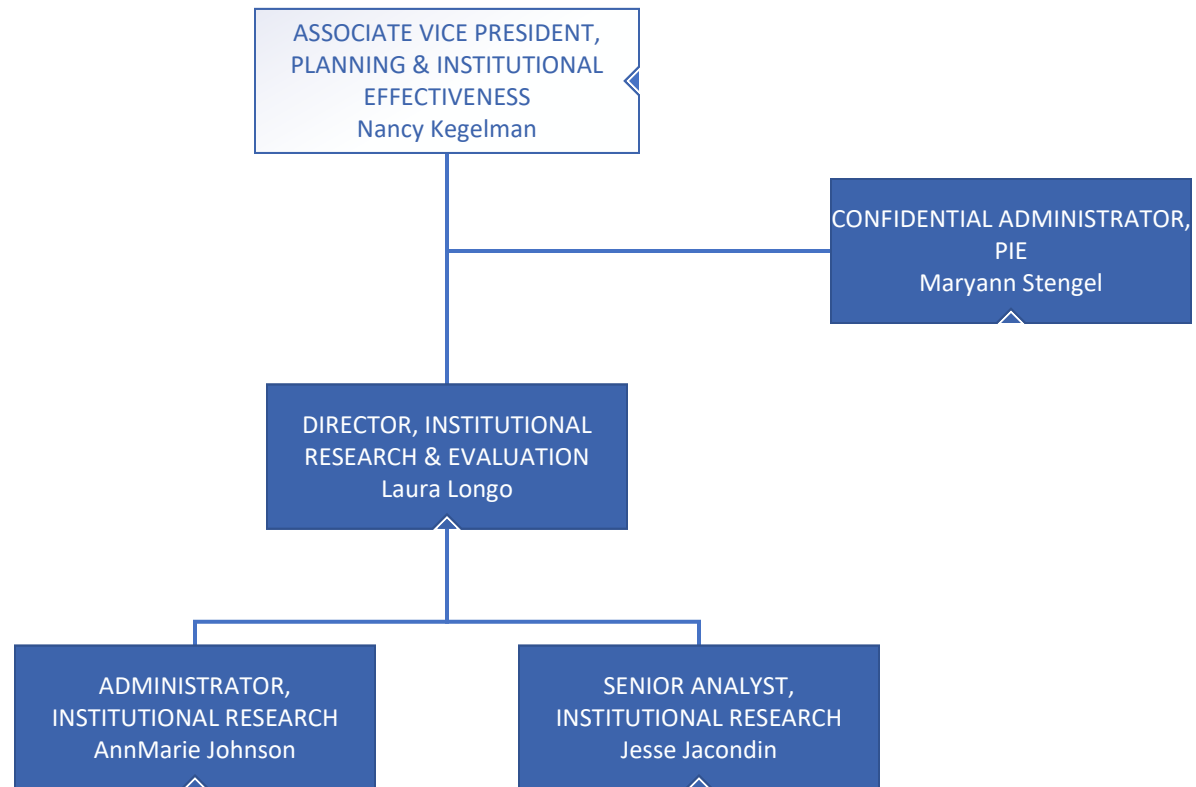 ASSOCIATE VICE PRESIDENT,
PLANNING & INSTITUTIONAL
EFFECTIVENESS
Nancy Kegelman
CONFIDENTIAL ADMINISTRATOR,
PIE
Maryann Stengel
DIRECTOR, INSTITUTIONAL
RESEARCH & EVALUATION
Laura Longo
ADMINISTRATOR,
INSTITUTIONAL RESEARCH
AnnMarie Johnson
SENIOR ANALYST,
INSTITUTIONAL RESEARCH
Jesse Jacondin